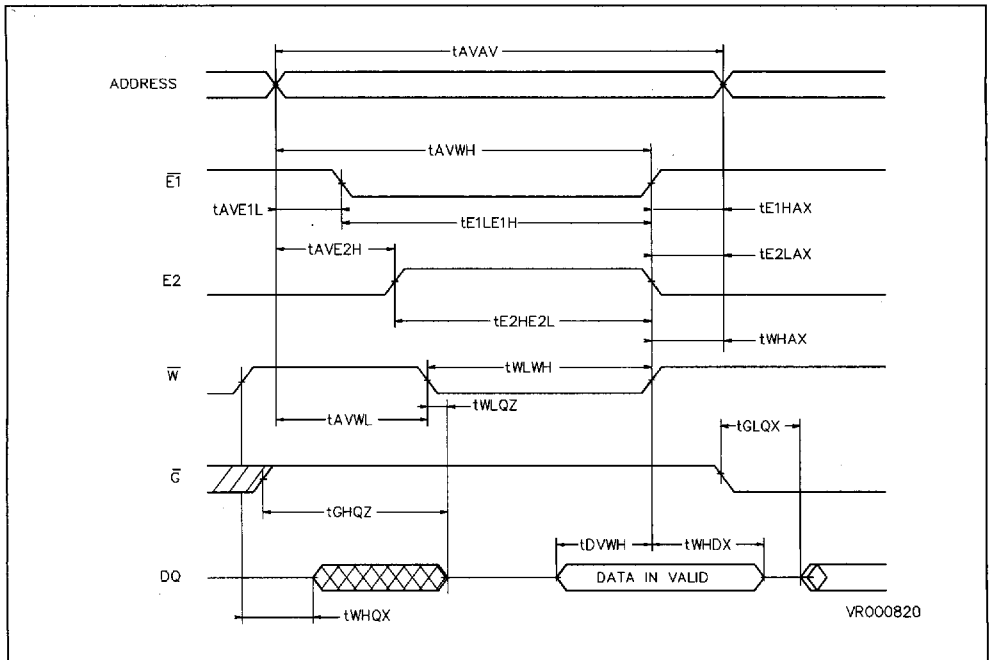 tAVAV
ADDRESS
tAVWH
E1
tAVE1L
tE1HAX
tE1LE1H
tAVE2H
tE2LAX
E2
tE2HE2L
tWHAX
W
tWLWH
tWLQZ
tAVWL
tGLQX
G
tGHQZ
tDVWH
tWHDX
DQ
DATA IN VALID
tWHQX
VR000820